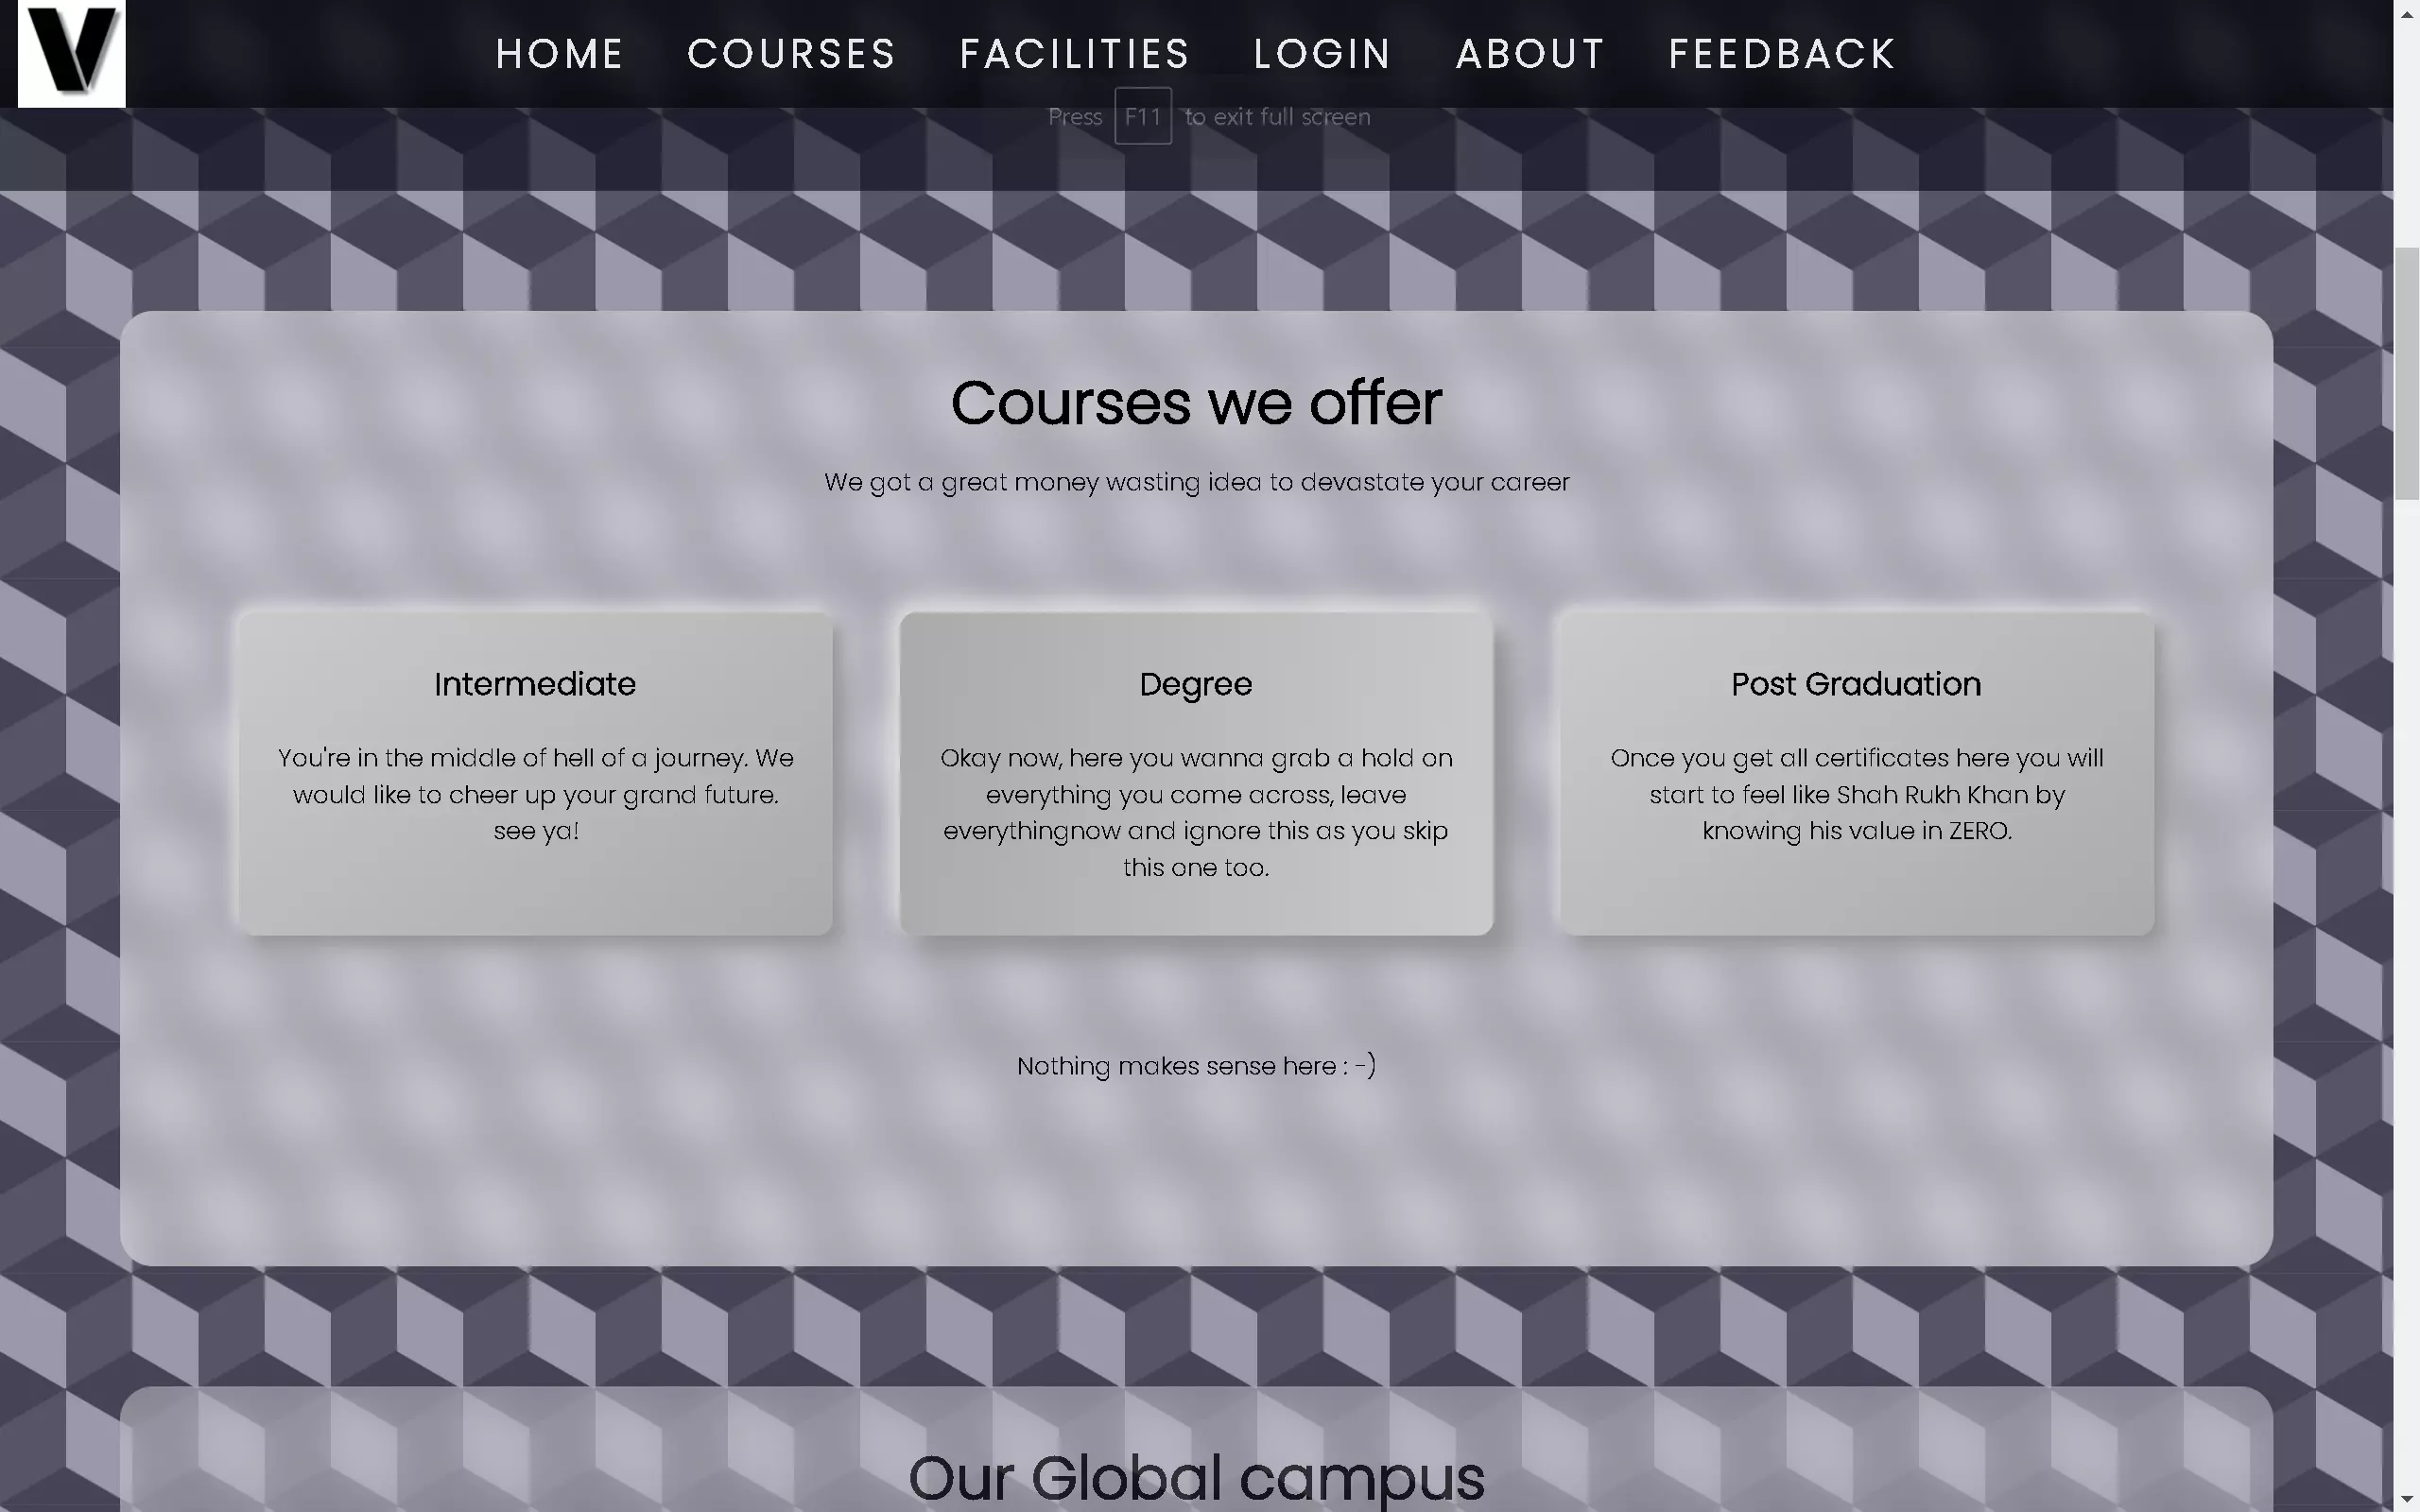 V
HOME COURSES FACILITIES LOGIN ABOUT FEEDBACK
Press F11 to exit full screen
Courses we offer
We got a great money wasting idea to devastate your career
Intermediate
You're in the middle of hell of a journey. We
would like to cheer up your grand future.
see ya!
Degree
Okay now, here you wanna grab a hold on
everything you come across, leave
everythingnow and ignore this as you skip
this one too.
Post Graduation
Once you get all certificates here you will
start to feel like Shah Rukh Khan by
knowing his value in ZERO.
Nothing makes sense here : -)
Our Global campus